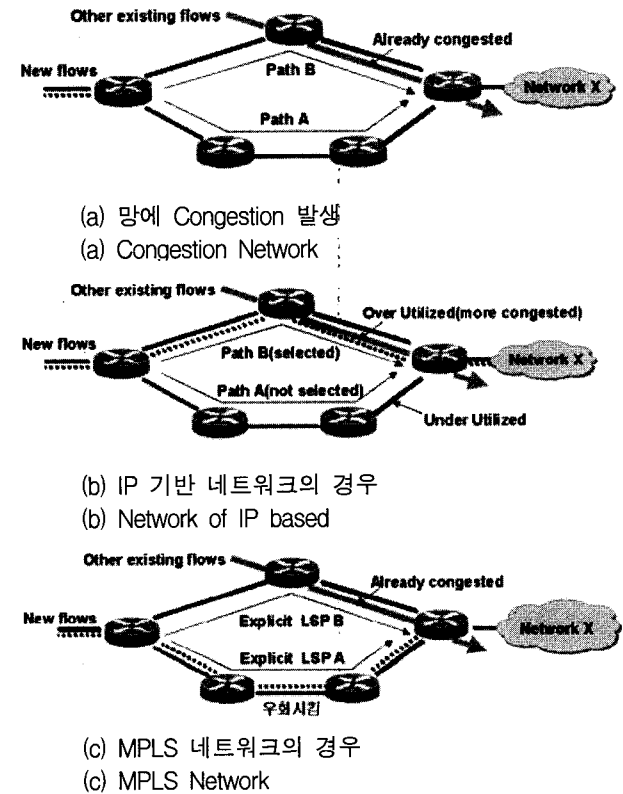 Other existing flows
Already congested
New flows
Path B
Network X
Path A
(a) 망에 Congestion 발생
(a) Congestion Network
Other existing flows
Over Utilized(more congested)
New flows
Path B(selected)
Network X
Path A(not selected)
Under Utilized
(b) IP 기반 네트워크의 경우
(b) Network of IP based
Other existing flows
Already congested
New flows
Explicit LSP B
Network X
Explicit LSP A
우회시킴
(c) MPLS 네트워크의 경우
(c) MPLS Network